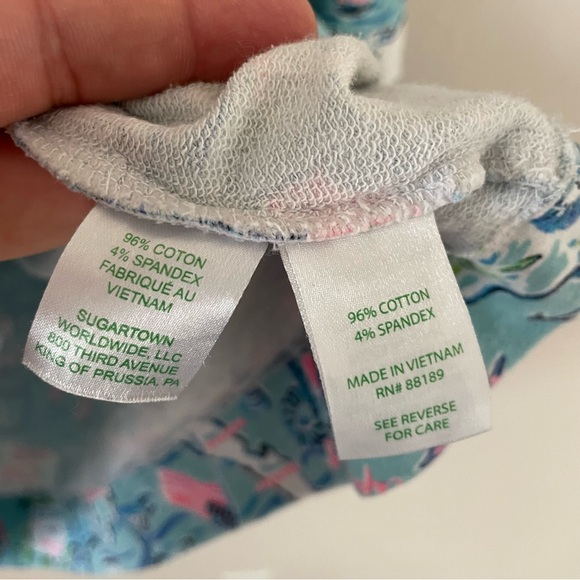 96% COTON
4% SPANDEX
FABRIQUÉ AU
VIETNAM
SUGARTOWN
WORLDWIDE, LLC
800 THIRD AVENUE
KING OF PRUSSIA, PA
96% COTTON
4% SPANDEX
MADE IN VIETNAM
RN# 88189
SEE REVERSE
FOR CARE